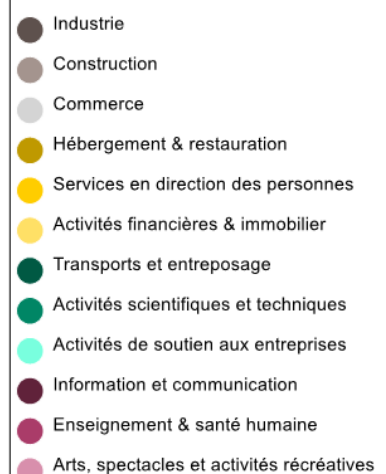 Industrie
Construction
Commerce
Hébergement & restauration
Services en direction des personnes
Activités financières & immobilier
Transports et entreposage
Activités scientifiques et techniques
Activités de soutien aux entreprises
Information et communication
Enseignement & santé humaine
Arts, spectacles et activités récréatives